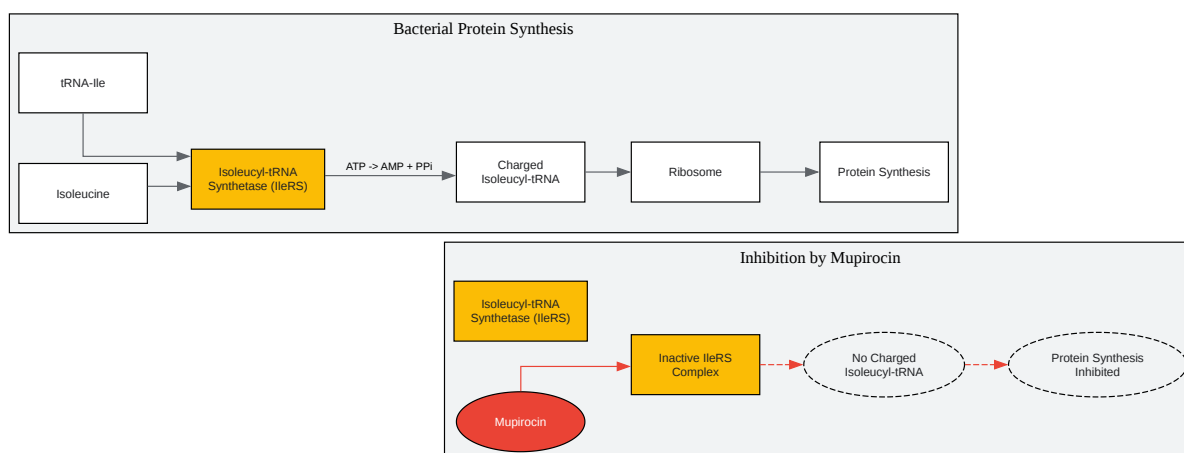 Bacterial Protein Synthesis
tRNA-Ile
Isoleucine
Isoleucyl-tRNA
Synthetase (IleRS)
ATP -> AMP + PPi
Charged
Isoleucyl-tRNA
Ribosome
Protein Synthesis
Inhibition by Mupirocin
Isoleucyl-tRNA
Synthetase (IleRS)
Mupirocin
Inactive IleRS
Complex
No Charged
Isoleucyl-tRNA
Protein Synthesis
Inhibited